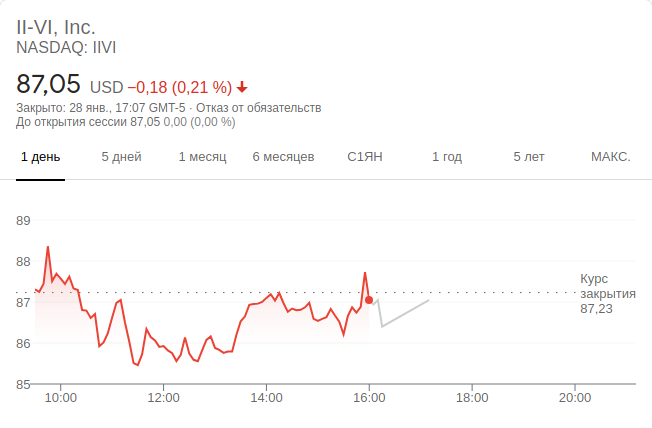 II-VI, Inc.
NASDAQ: IIVI
87,05 USD −0,18 (0,21 %)
Закрыто: 28 янв., 17:07 GMT-5 · Отказ от обязательств
До открытия сессии 87,05 0,00 (0,00 %)
1 день 5 дней 1 месяц 6 месяцев С1ЯН 1 год 5 лет МАКС.
89
88
Курс
закрытия
87,23
87
86
85
10:00 12:00 14:00 16:00 18:00 20:00